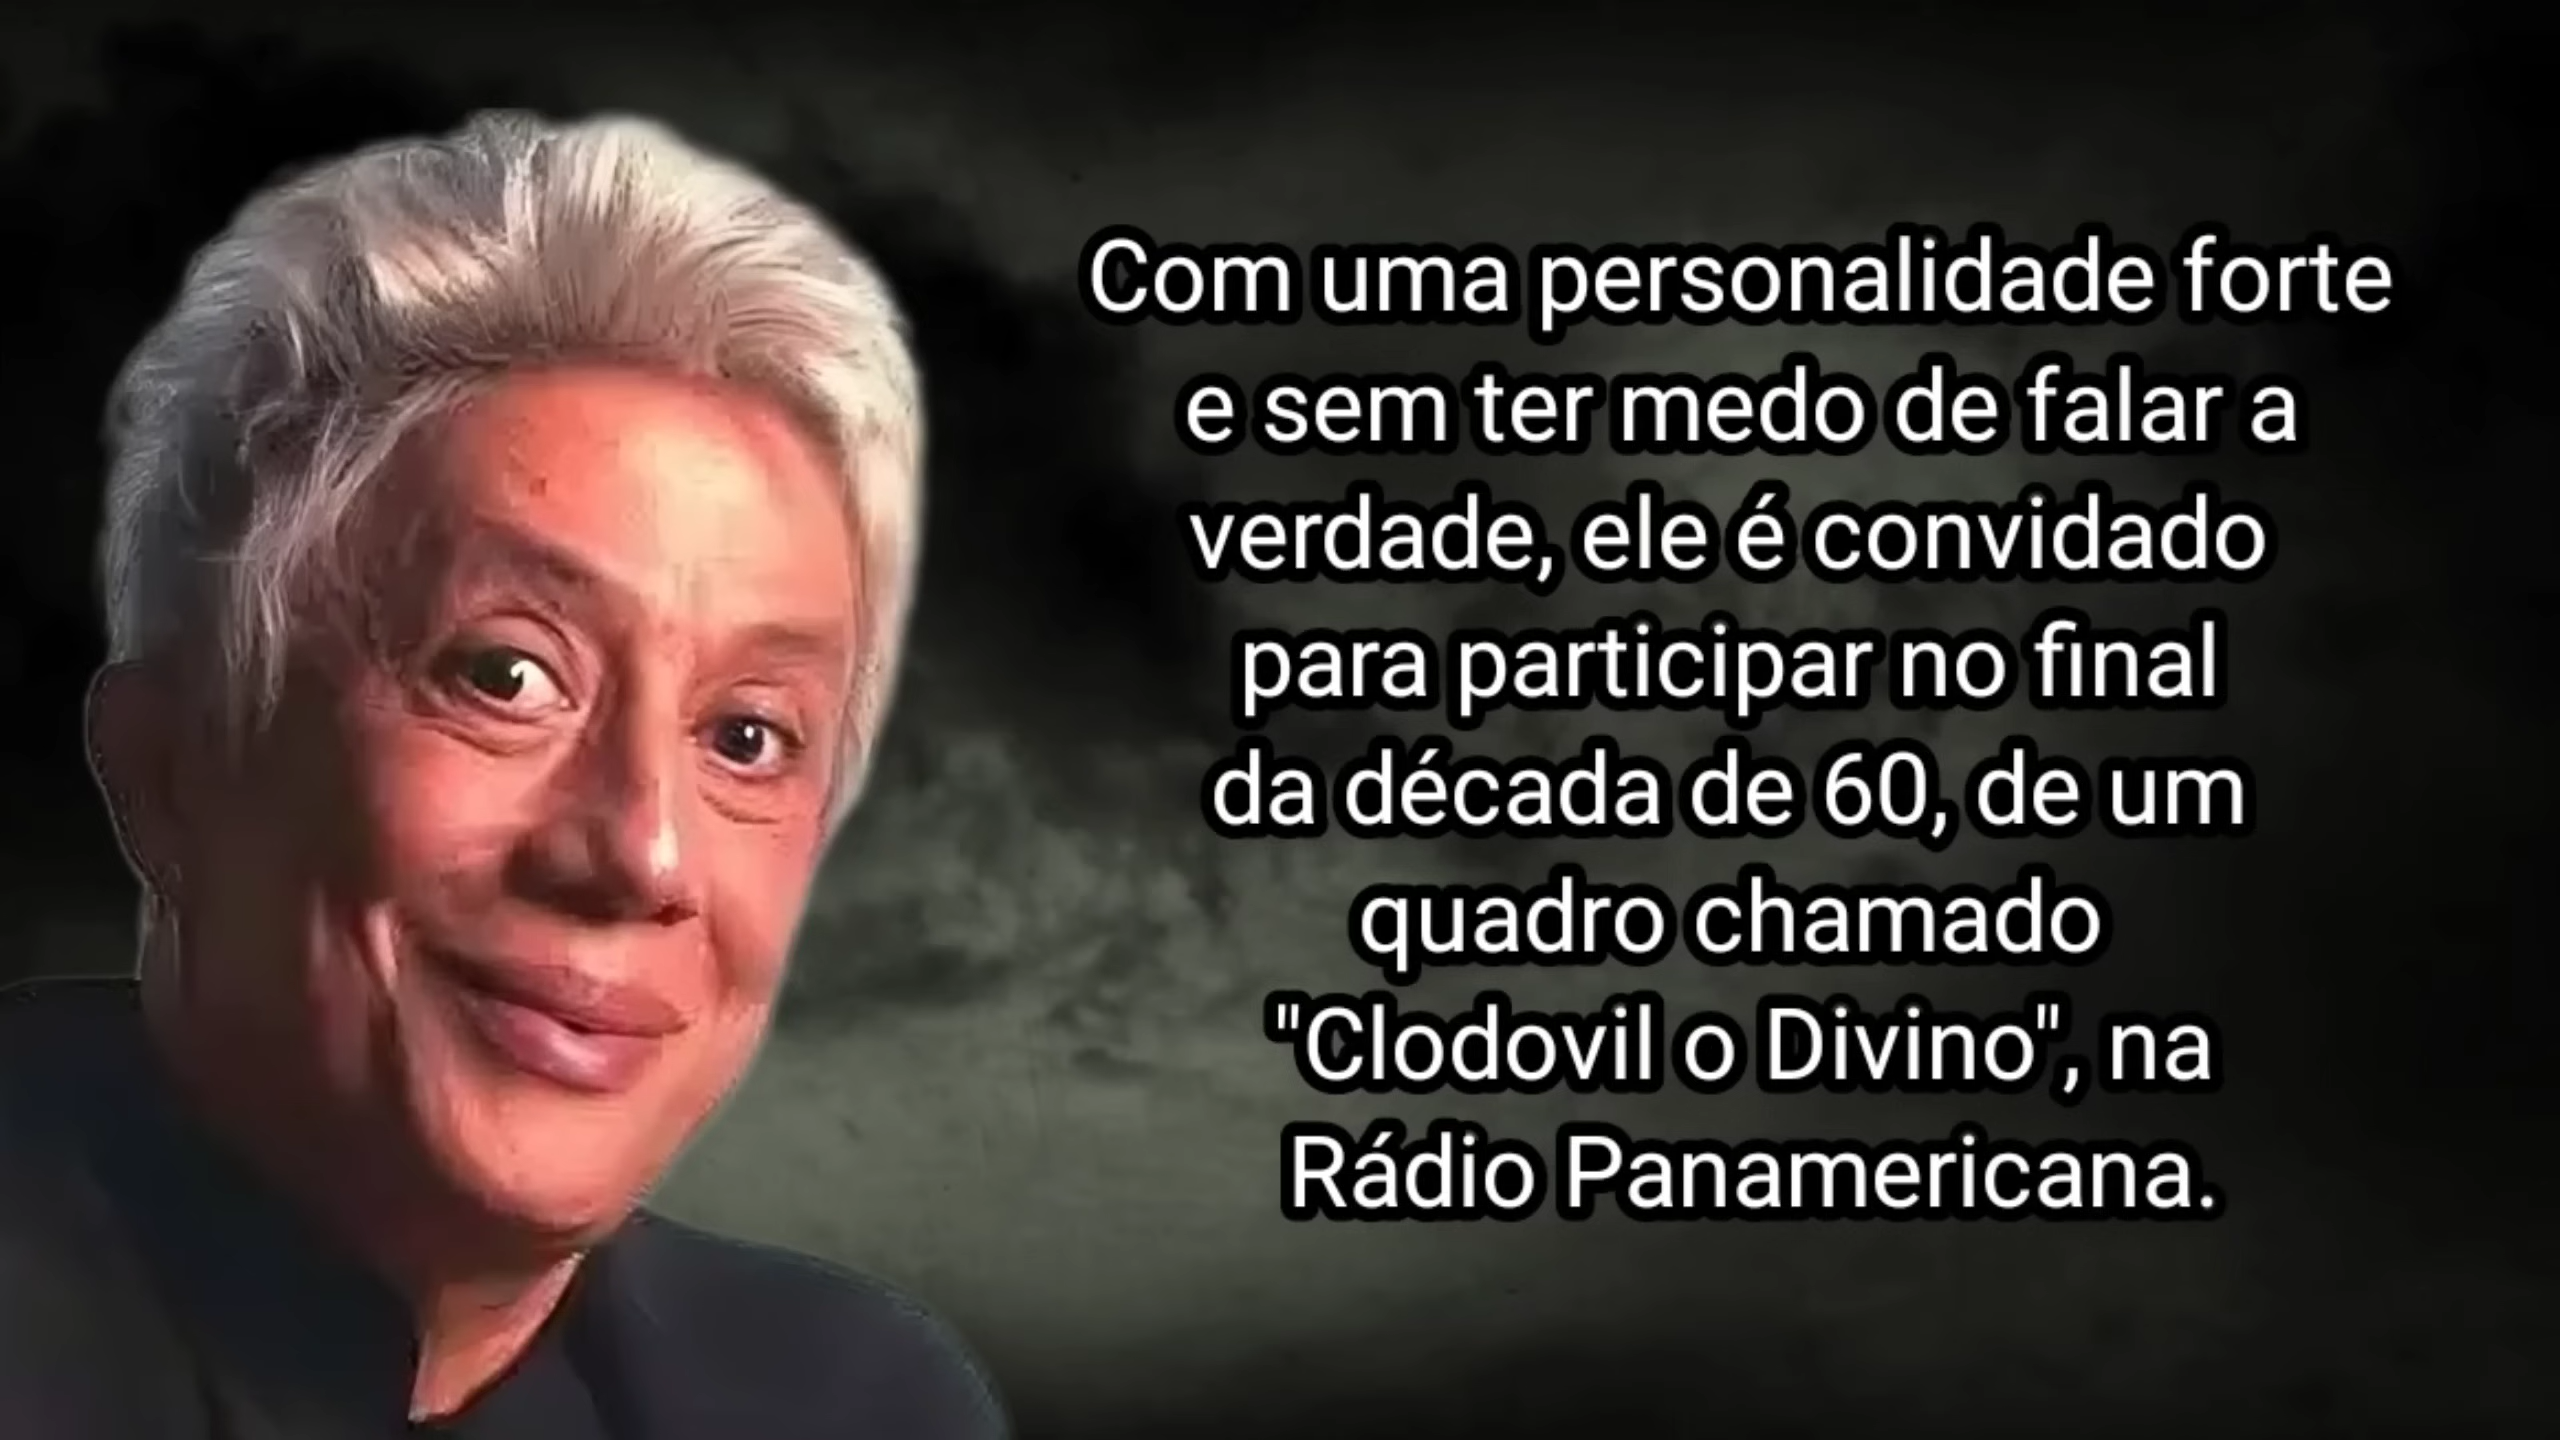 Com uma personalidade forte
e sem ter medo de falar a
verdade, ele é convidado
para participar no final
da década de 60, de um
quadro chamado
"Clodovil o Divino", na
Rádio Panamericana.